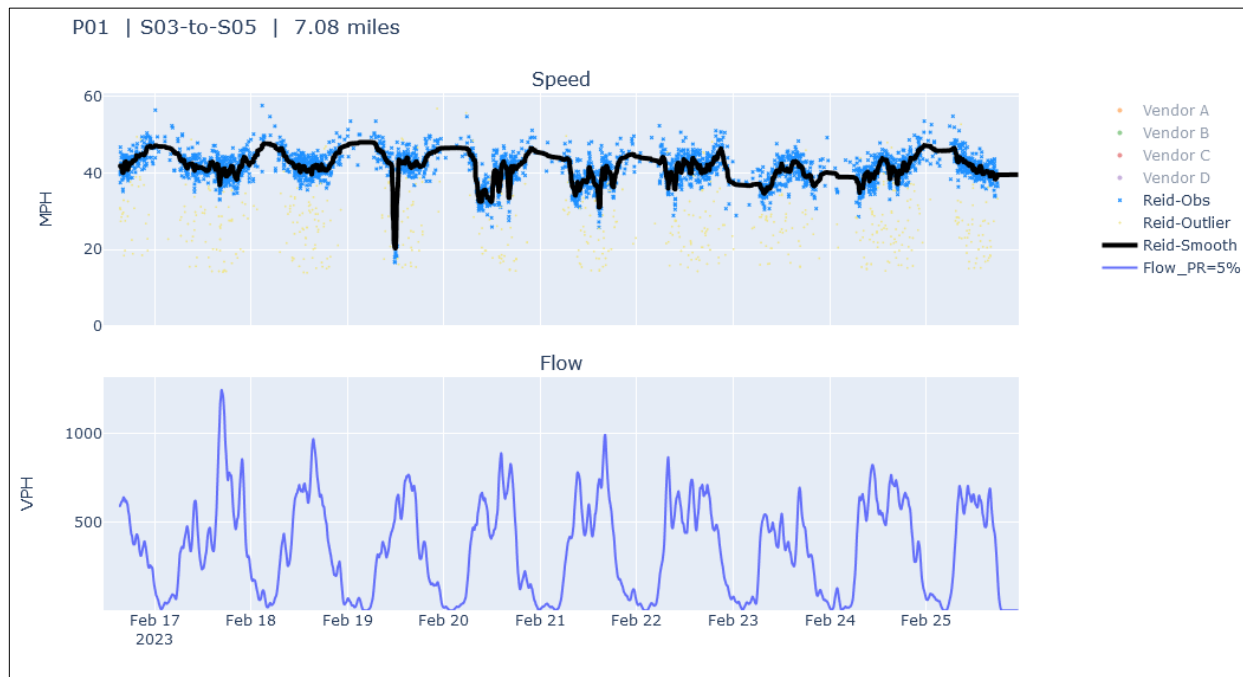 P01 | S03-to-S05 | 7.08 miles
Speed
60
40
20
0
MPH
Vendor A
Vendor B
Vendor C
Vendor D
Reid-Obs
Reid-Outlier
Reid-Smooth
Flow_PR=5%
Flow
1000
500
VPH
Feb 17 Feb 18 Feb 19 Feb 20 Feb 21 Feb 22 Feb 23 Feb 24 Feb 25
2023